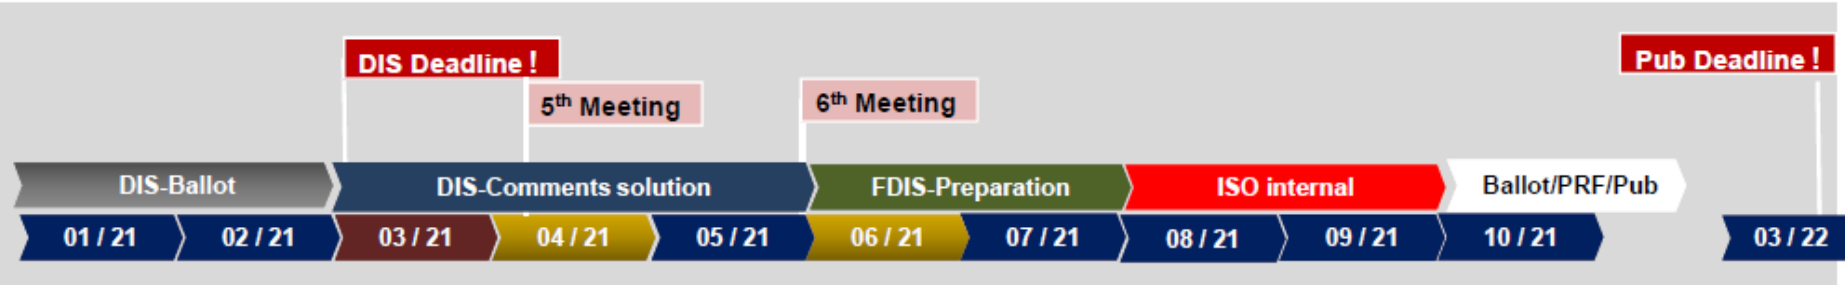 DIS Deadline !
Pub Deadline !
5th Meeting
6th Meeting
DIS-Ballot
DIS-Comments solution
FDIS-Preparation
ISO internal
Ballot/PRF/Pub
01 / 21
02 / 21
03 / 21
04 / 21
05 / 21
06 / 21
07 / 21
08 / 21
09 / 21
10 / 21
03 / 22